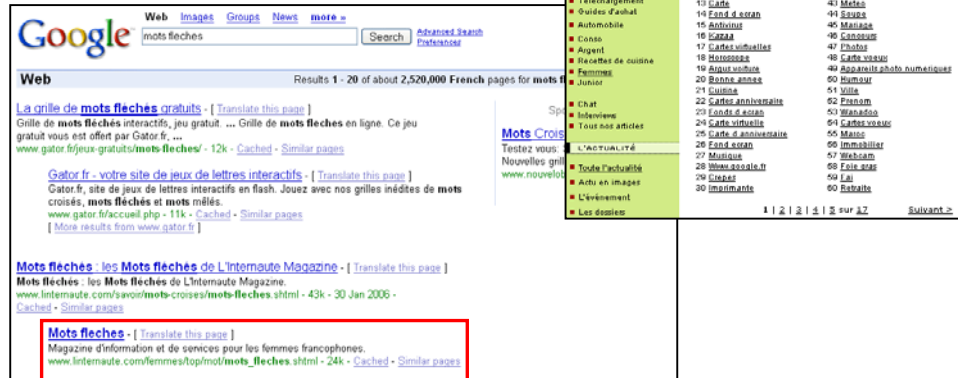 Google
Web Images Groups News more »
mots fleches
Search
Advanced Search
Preferences
Web
Results 1 - 20 of about 2,520,000 French pages for mots fl
La grille de mots fléchés gratuits - [ Translate this page ]
Grille de mots fléchés interactifs, jeu gratuit. ... Grille de mots fleches en ligne. Ce jeu
gratuit vous est offert par Gator.fr, ...
www.gator.fr/jeux-gratuits/mots-fleches/ - 12k - Cached - Similar pages
Gator.fr - votre site de jeux de lettres interactifs - [ Translate this page ]
Gator.fr, site de jeux de lettres interactifs en flash. Jouez avec nos grilles inédites de mots
croisés, mots fléchés et mots mêlés.
www.gator.fr/accueil.php - 11k - Cached - Similar pages
[ More results from www.gator.fr ]
Mots fléchés : les Mots fléchés de L'Internaute Magazine - [ Translate this page ]
Mots fléchés : les Mots fléchés de L'Internaute Magazine.
www.linternaute.com/savoir/mots-croises/mots-fleches.shtml - 43k - 30 Jan 2006 -
Cached - Similar pages
Mots fleches - [ Translate this page ]
Magazine d'information et de services pour les femmes francophones.
www.linternaute.com/femmes/top/mot/mots_fleches.shtml - 24k - Cached - Similar pages
Spo
Mots Crois
Testez vous:
Nouvelles grill
www.nouvelob
Téléchargement
Guides d'achat
Automobile
Conso
Argent
Recettes de cuisine
Femmes
Junior
Chat
Interviews
Tous nos articles
L'ACTUALITÉ
Toute l'actualité
Actu en images
L'évènement
Les dossiers
13 Carte
14 Fond d ecran
15 Antivirus
16 Kazaa
17 Cartes virtuelles
18 Horoscope
19 Argus voiture
20 Bonne annee
21 Cuisine
22 Cartes anniversaire
23 Fonds d ecran
24 Carte virtuelle
25 Carte d anniversaire
26 Fond ecran
27 Musique
28 Www.google.fr
29 Crepes
30 Imprimante
43 Meteo
44 Soupe
45 Mariage
46 Concours
47 Photos
48 Carte voeux
49 Appareils photo numeriques
50 Humour
51 Ville
52 Prenom
53 Wanadoo
54 Cartes voeux
55 Maroc
56 Immobilier
57 Webcam
58 Foie gras
59 Fai
60 Retraite
1 | 2 | 3 | 4 | 5 sur 17 Suivant >